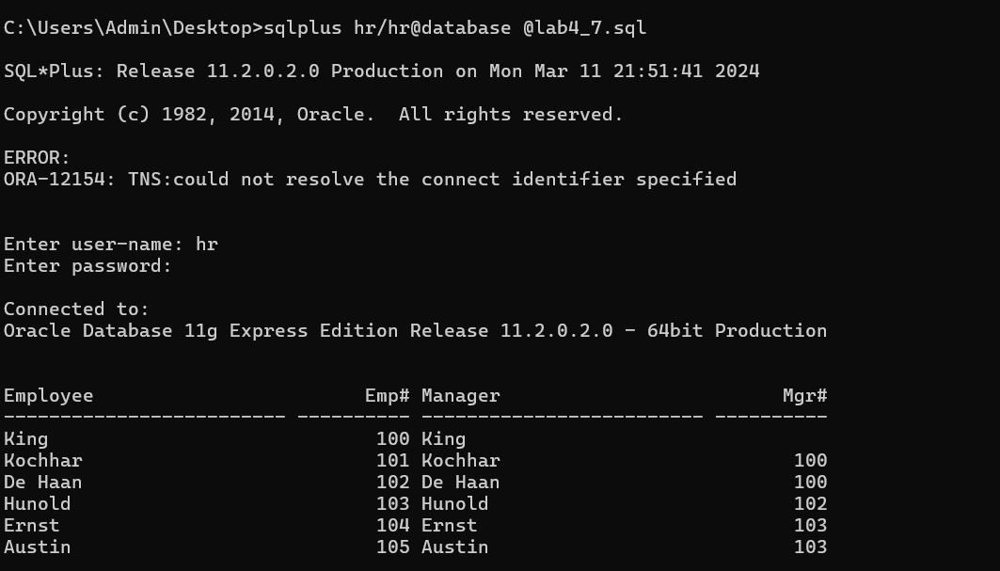 C:\Users\Admin\Desktop>sqlplus hr/hr@database @lab4_7.sql
SQL*Plus: Release 11.2.0.2.0 Production on Mon Mar 11 21:51:41 2024
Copyright (c) 1982, 2014, Oracle.  All rights reserved.
ERROR:
ORA-12154: TNS:could not resolve the connect identifier specified
Enter user-name: hr
Enter password:
Connected to:
Oracle Database 11g Express Edition Release 11.2.0.2.0 - 64bit Production
Employee                        Emp# Manager                         Mgr#
------------------------- ---------- ------------------------- ----------
King                             100 King
Kochhar                          101 Kochhar                          100
De Haan                          102 De Haan                          100
Hunold                           103 Hunold                           102
Ernst                            104 Ernst                            103
Austin                           105 Austin                           103